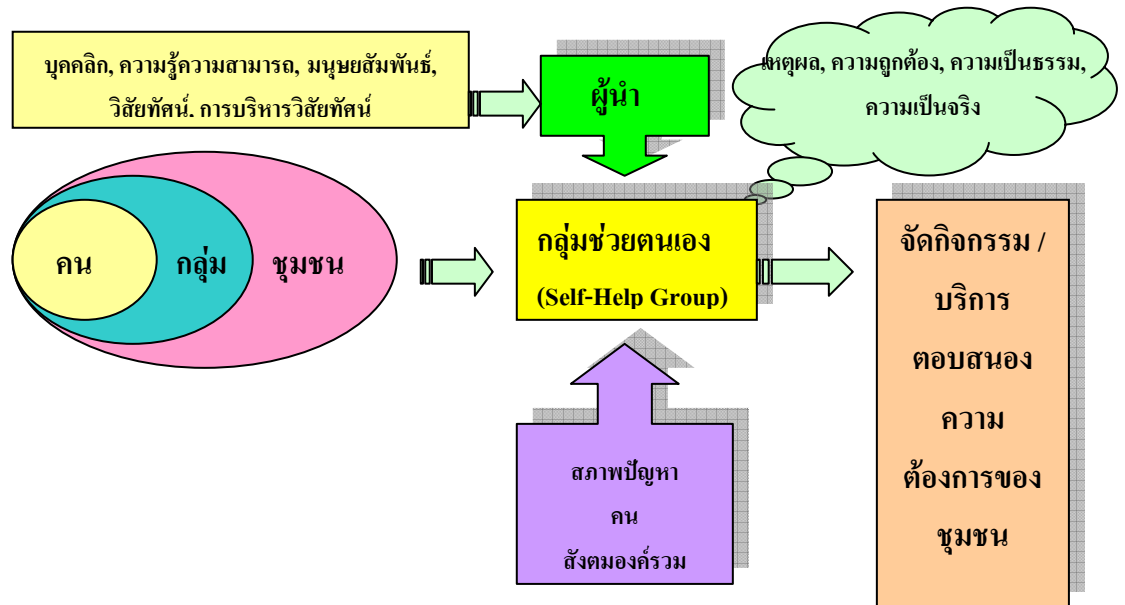 บุคคลิก, ความรู้ความสามารถ, มนุษยสัมพันธ์,
วิสัยทัศน์. การบริหารวิสัยทัศน์
ผู้นำ
เหตุผล, ความถูกต้อง, ความเป็นธรรม,
ความเป็นจริง
คน
กลุ่ม
ชุมชน
กลุ่มช่วยตนเอง
(Self-Help Group)
จัดกิจกรรม /
บริการ
ตอบสนอง
ความ
ต้องการของ
ชุมชน
สภาพปัญหา
คน
สังตมองค์รวม